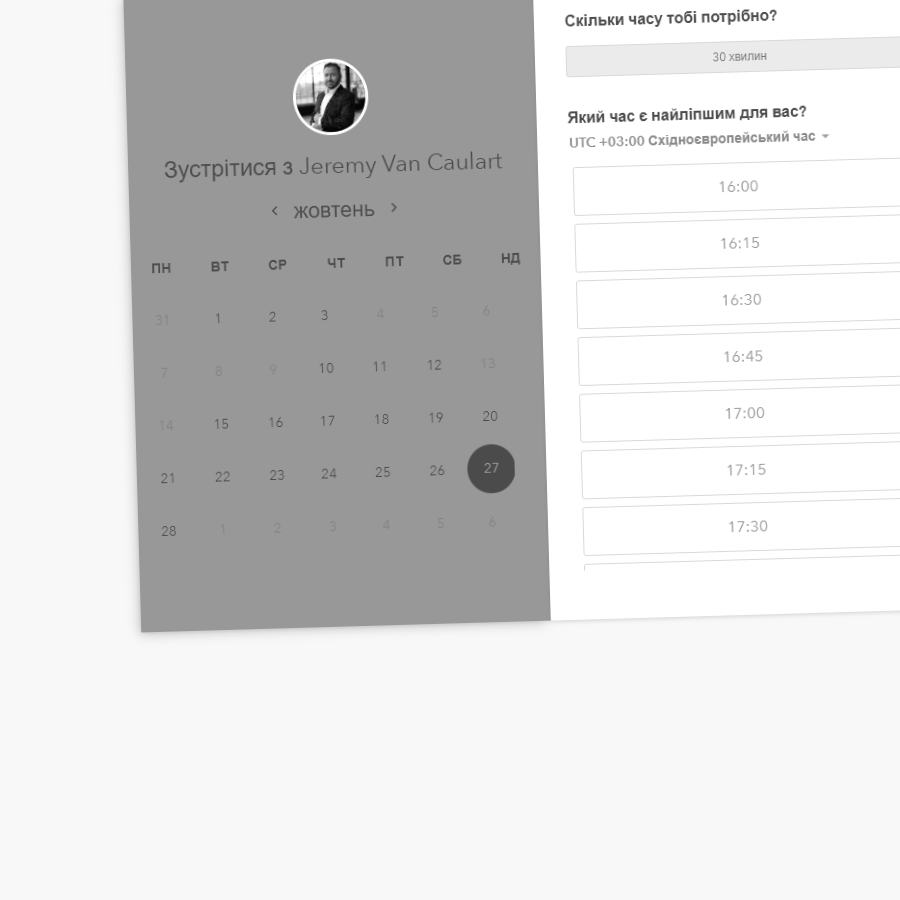 Зустрітися з Jeremy Van Caulart
жовтень
ПН ВТ СР ЧТ ПТ СБ НД
31 1 2 3 4 5 6
7 8 9 10 11 12 13
14 15 16 17 18 19 20
21 22 23 24 25 26 27
28 1 2 3 4 5 6
Скільки часу тобі потрібно?
30 хвилин
Який час є найліпшим для вас?
UTC +03:00 Східноєвропейський час
16:00
16:15
16:30
16:45
17:00
17:15
17:30